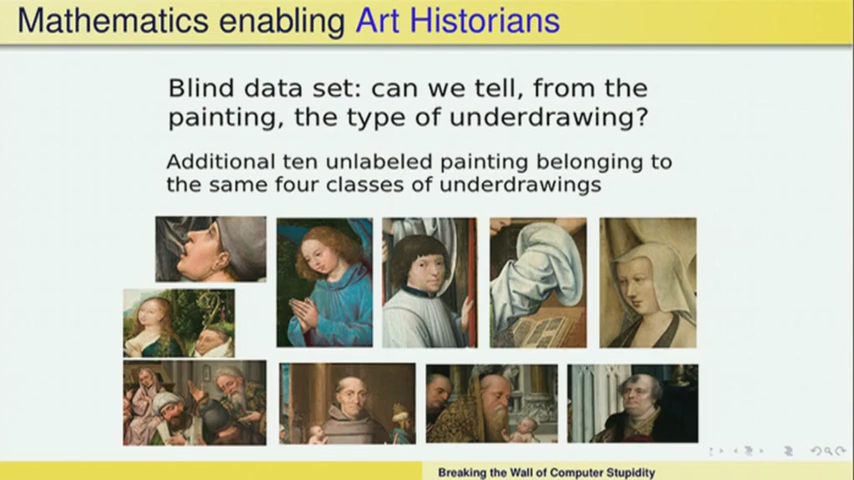 Mathematics enabling Art Historians
Blind data set: can we tell, from the
painting, the type of underdrawing?
Additional ten unlabeled painting belonging to
the same four classes of underdrawings
Breaking the Wall of Computer Stupidity